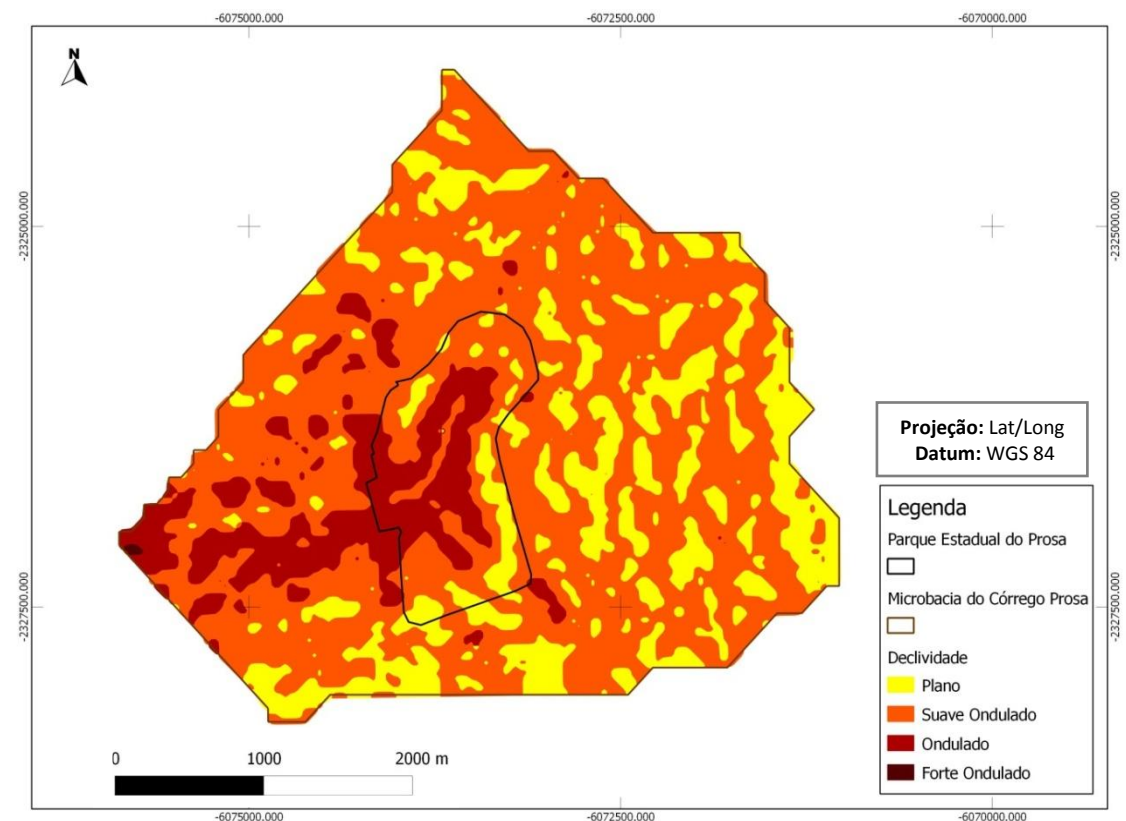 -6075000.000
-6072500.000
-6070000.000
N
-2325000.000
-2325000.000
Projeção: Lat/Long
Datum: WGS 84
Legenda
Parque Estadual do Prosa
Microbacia do Córrego Prosa
Declividade
Plano
Suave Ondulado
Ondulado
Forte Ondulado
-2327500.000
-2327500.000
0
1000
2000 m
-6075000.000
-6072500.000
-6070000.000